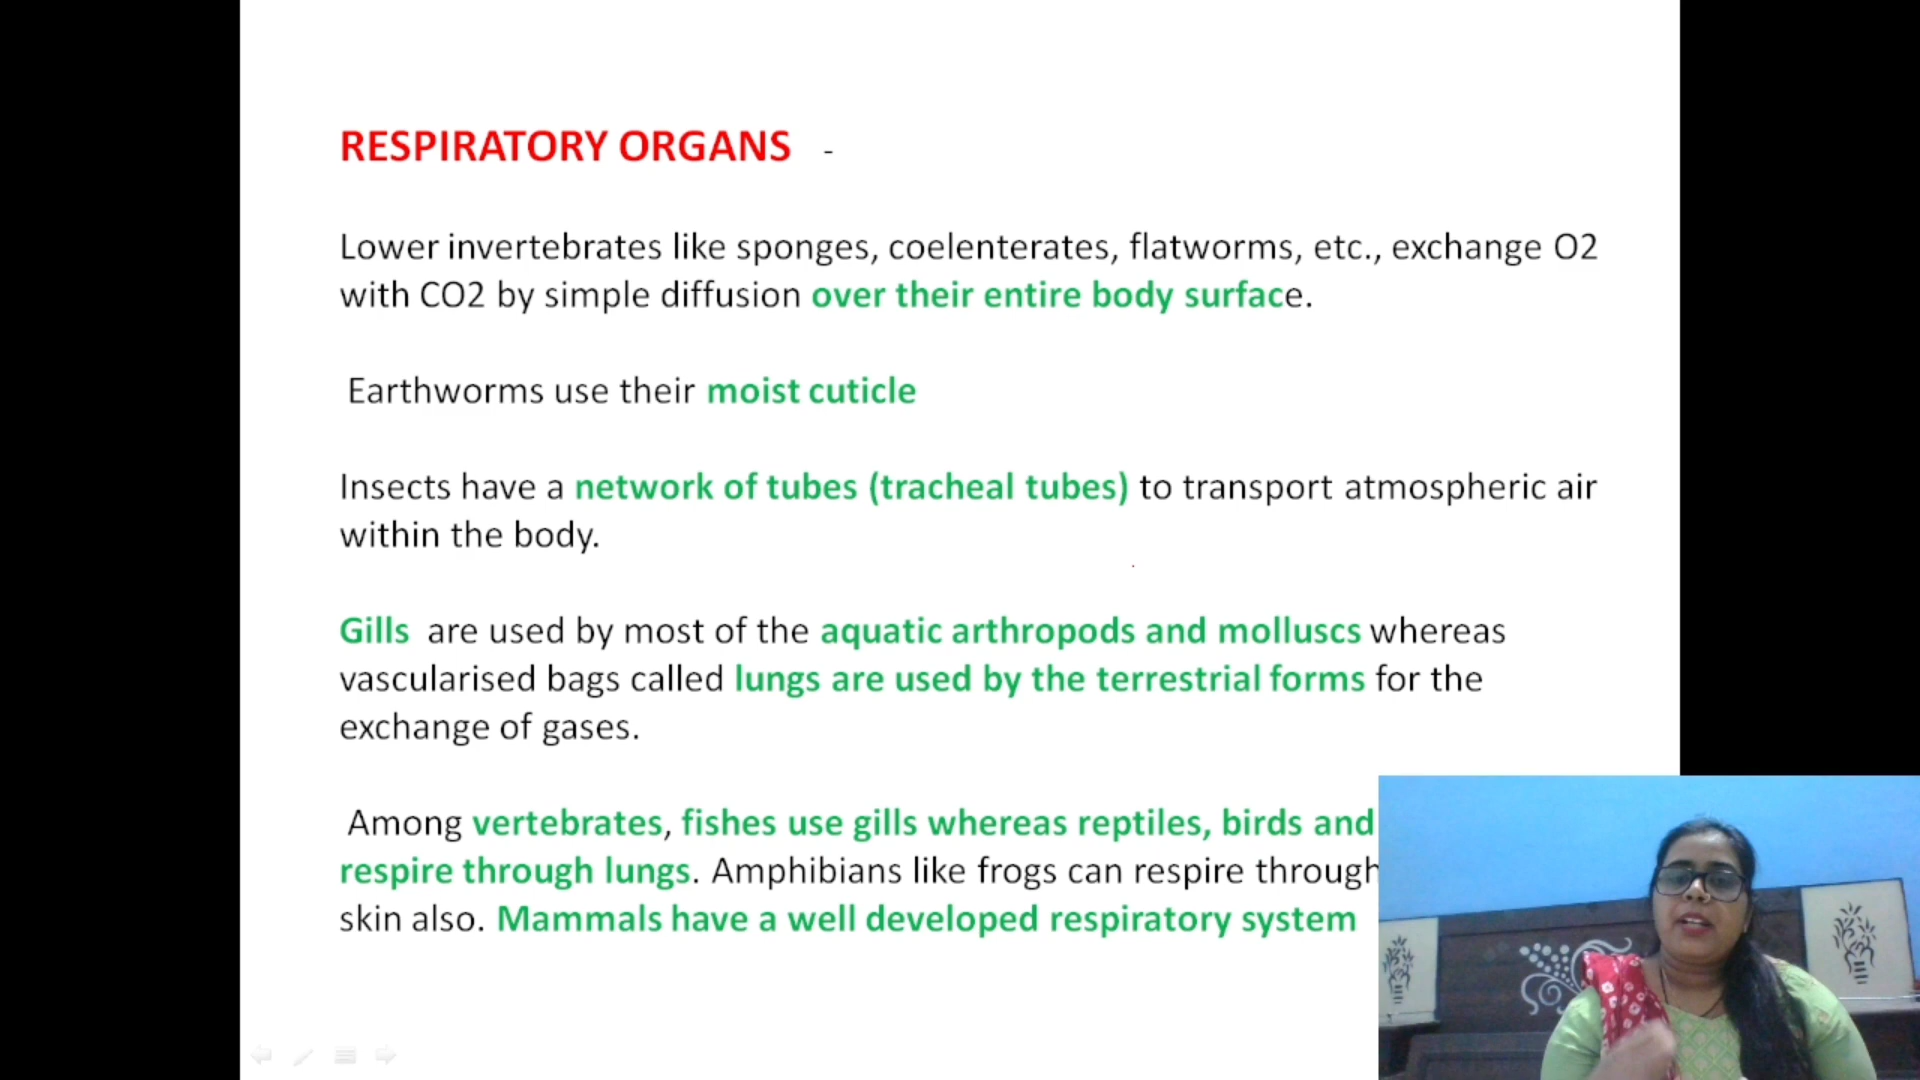 RESPIRATORY ORGANS -
Lower invertebrates like sponges, coelenterates, flatworms, etc., exchange O2
with CO2 by simple diffusion over their entire body surface.
Earthworms use their moist cuticle
Insects have a network of tubes (tracheal tubes) to transport atmospheric air
within the body.
Gills are used by most of the aquatic arthropods and molluscs whereas
vascularised bags called lungs are used by the terrestrial forms for the
exchange of gases.
Among vertebrates, fishes use gills whereas reptiles, birds and
respire through lungs. Amphibians like frogs can respire through
skin also. Mammals have a well developed respiratory system